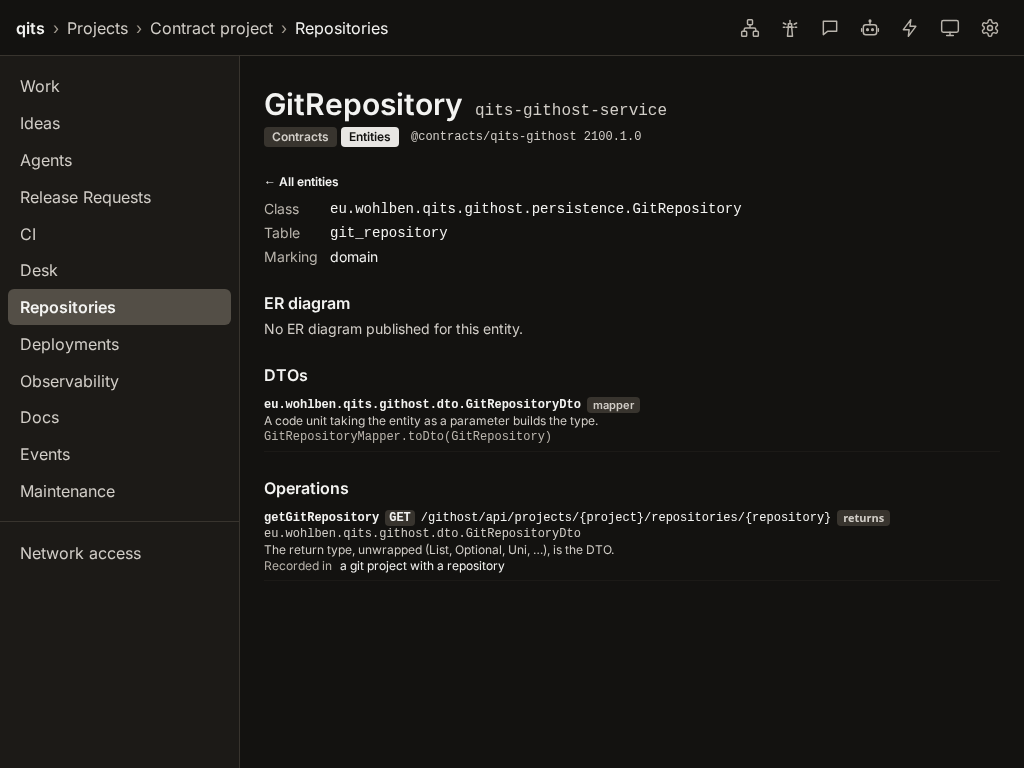 qits › Projects › Contract project › Repositories
Work
Ideas
Agents
Release Requests
CI
Desk
Repositories
Deployments
Observability
Docs
Events
Maintenance
Network access
GitRepository qits-githost-service
Contracts Entities @contracts/qits-githost 2100.1.0
← All entities
Class eu.wohlben.qits.githost.persistence.GitRepository
Table git_repository
Marking domain
ER diagram
No ER diagram published for this entity.
DTOs
eu.wohlben.qits.githost.dto.GitRepositoryDto mapper
A code unit taking the entity as a parameter builds the type.
GitRepositoryMapper.toDto(GitRepository)
Operations
getGitRepository GET /githost/api/projects/{project}/repositories/{repository} returns
eu.wohlben.qits.githost.dto.GitRepositoryDto
The return type, unwrapped (List, Optional, Uni, …), is the DTO.
Recorded in a git project with a repository